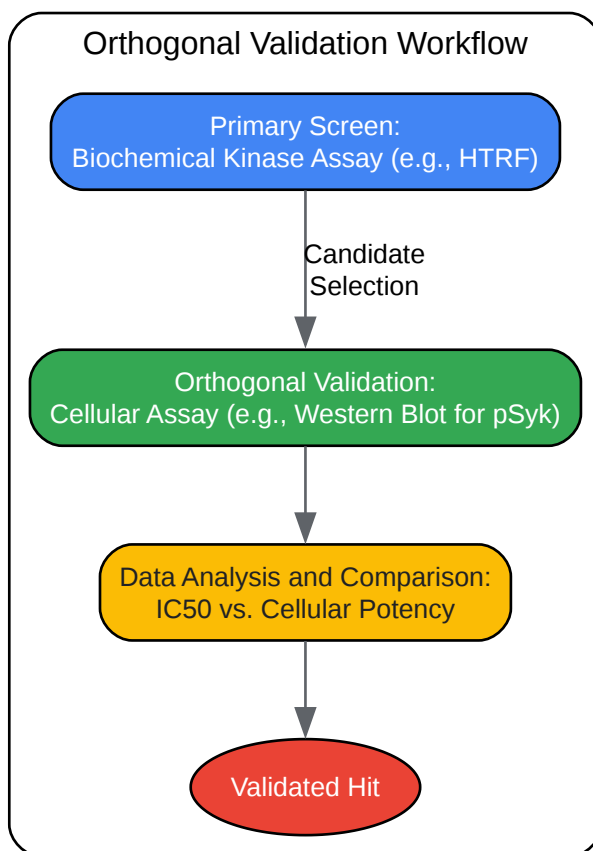 Orthogonal Validation Workflow
Primary Screen:
Biochemical Kinase Assay (e.g., HTRF)
Candidate
Selection
Orthogonal Validation:
Cellular Assay (e.g., Western Blot for pSyk)
Data Analysis and Comparison:
IC50 vs. Cellular Potency
Validated Hit